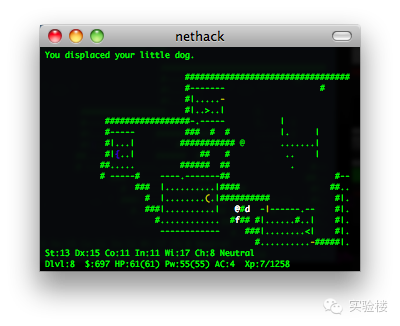 nethack
You displaced your little dog.
St:13 Dx:15 Co:11 In:11 Wi:17 Ch:8 Neutral
Dlvl:8 $:697 HP:61(61) Pw:55(55) AC:4 Xp:7/1258
实验楼